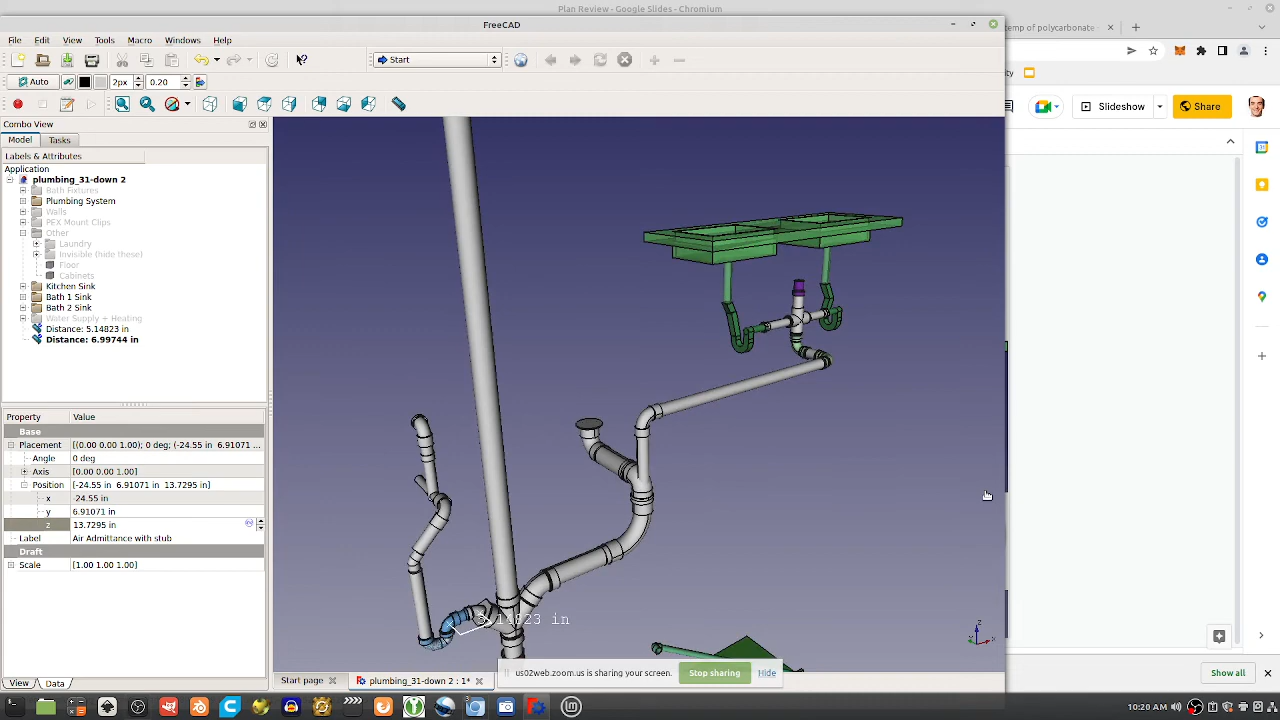 Plan Review - Google Slides - Chromium
FreeCAD
temp of polycarbonate
File Edit View Tools Macro Windows Help
Start
Auto 2px 0.20
Slideshow
Share
Combo View
Model Tasks
Labels & Attributes
Application
plumbing_31-down 2
Bath Fixtures
Plumbing System
Walls
PEX Mount Clips
Other
Laundry
Invisible (hide these)
Floor
Cabinets
Kitchen Sink
Bath 1 Sink
Bath 2 Sink
Water Supply + Heating
Distance: 5.14823 in
Distance: 6.99744 in
Property Value
Base
Placement [(0.00 0.00 1.00); 0 deg; (-24.55 in 6.91071 ...
Angle 0 deg
Axis [0.00 0.00 1.00]
Position [-24.55 in 6.91071 in 13.7295 in]
x -24.55 in
y 6.91071 in
z 13.7295 in
Label Air Admittance with stub
Draft
Scale [1.00 1.00 1.00]
5.14823 in
z
x
us02web.zoom.us is sharing your screen. Stop sharing Hide
View Data
Start page plumbing_31-down 2 : 1*
Show all
10:20 AM